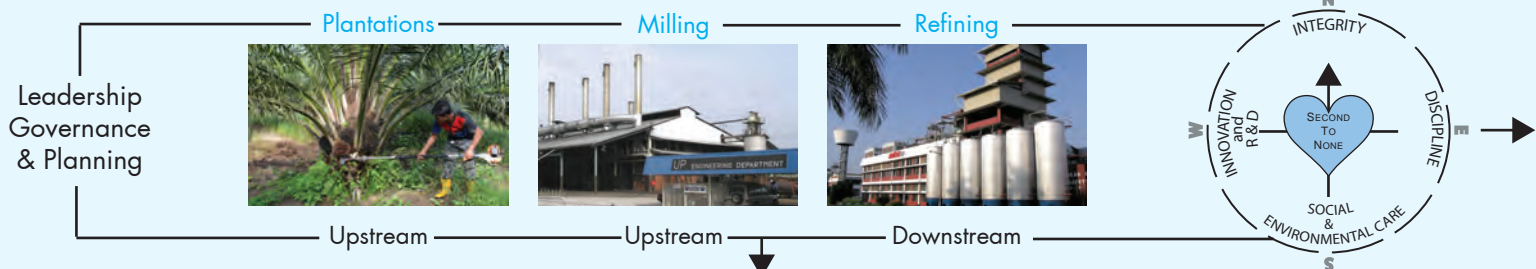 Plantations
Milling
Refining
Leadership
Governance
& Planning
UP ENGINEERING DEPARTMENT
Upstream
Upstream
Downstream
N
INTEGRITY
DISCIPLINE
E
INNOVATION
and
R & D
W
SECOND
TO
NONE
SOCIAL
&
ENVIRONMENTAL CARE
S